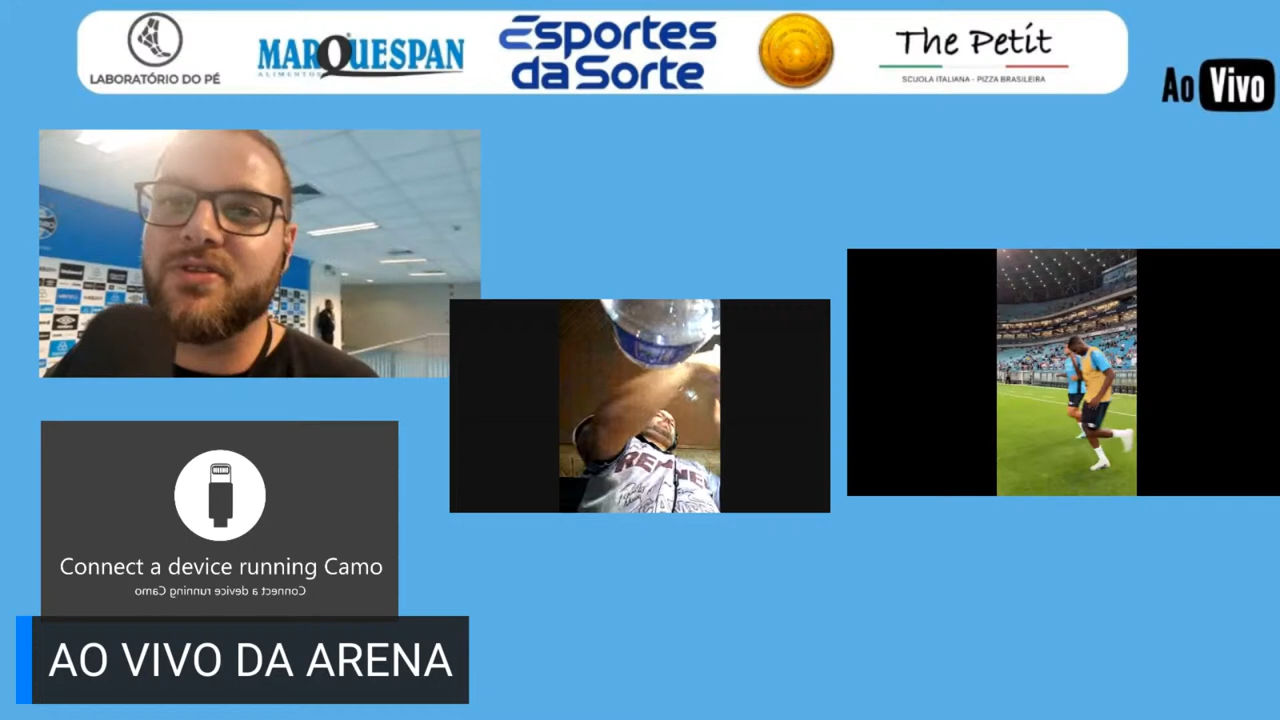 LABORATÓRIO DO PÉ
MARQUESPAN
ALIMENTOS
Esportes
da Sorte
The Petit
SCUOLA ITALIANA - PIZZA BRASILEIRA
Ao Vivo
Connect a device running Camo
Connect a device running Camo
AO VIVO DA ARENA